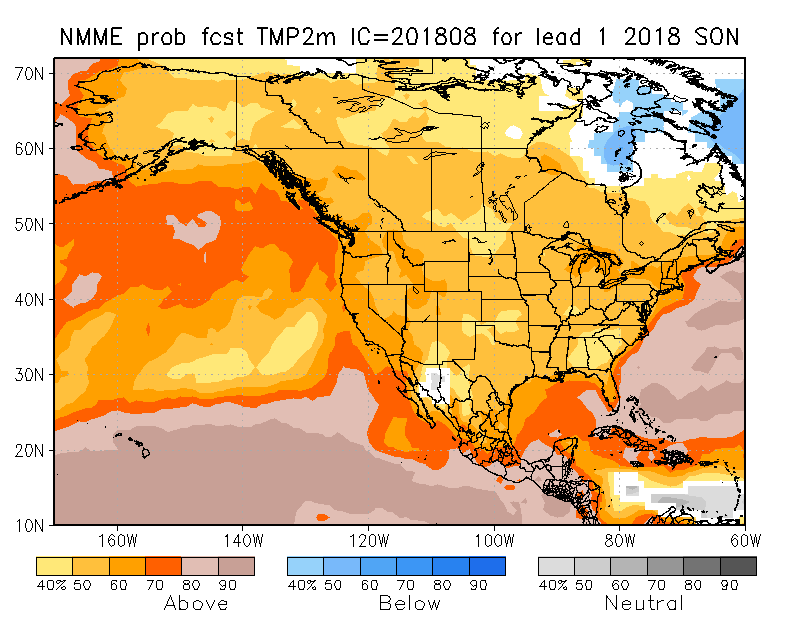 NMME prob fcst TMP2m IC=201808 for lead 1 2018 SON
70N
60N
50N
40N
30N
20N
10N
160W 140W 120W 100W 80W 60W
40% 50 60 70 80 90 40% 50 60 70 80 90 40% 50 60 70 80 90
Above Below Neutral